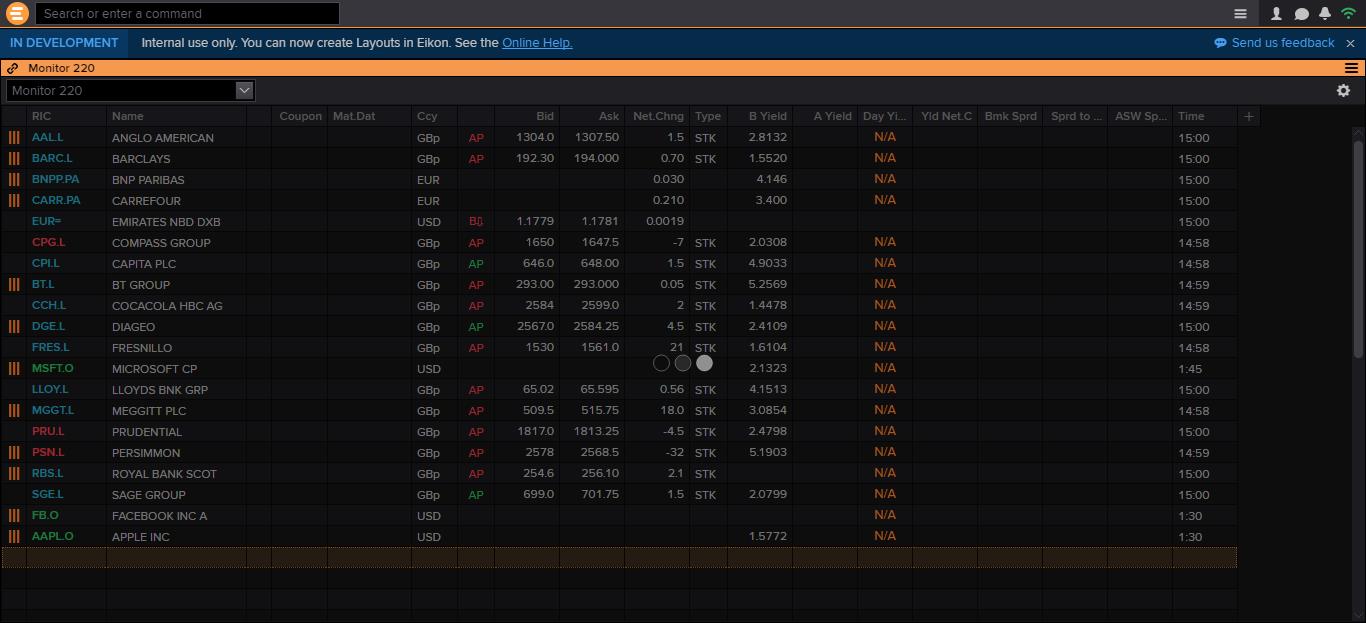 Search or enter a command
IN DEVELOPMENT Internal use only. You can now create Layouts in Eikon. See the Online Help. Send us feedback
Monitor 220
Monitor 220
RIC Name Coupon Mat.Dat Ccy Bid Ask Net.Chng Type B Yield A Yield Day Yi... Yld Net.C Bmk Sprd Sprd to ... ASW Sp... Time +
AAL.L ANGLO AMERICAN GBp AP 1304.0 1307.50 1.5 STK 2.8132 N/A 15:00
BARC.L BARCLAYS GBp AP 192.30 194.000 0.70 STK 1.5520 N/A 15:00
BNPP.PA BNP PARIBAS EUR 0.030 4.146 N/A 15:00
CARR.PA CARREFOUR EUR 0.210 3.400 N/A 15:00
EUR= EMIRATES NBD DXB USD 1.1779 1.1781 0.0019 15:00
CPG.L COMPASS GROUP GBp AP 1650 1647.5 -7 STK 2.0308 N/A 14:58
CPI.L CAPITA PLC GBp AP 646.0 648.00 1.5 STK 4.9033 N/A 14:58
BT.L BT GROUP GBp AP 293.00 293.000 0.05 STK 5.2569 N/A 14:59
CCH.L COCACOLA HBC AG GBp AP 2584 2599.0 2 STK 1.4478 N/A 14:59
DGE.L DIAGEO GBp AP 2567.0 2584.25 4.5 STK 2.4109 N/A 15:00
FRES.L FRESNILLO GBp AP 1530 1561.0 21 STK 1.6104 N/A 14:58
MSFT.O MICROSOFT CP USD 2.1323 N/A 1:45
LLOY.L LLOYDS BNK GRP GBp AP 65.02 65.595 0.56 STK 4.1513 N/A 15:00
MGGT.L MEGGITT PLC GBp AP 509.5 515.75 18.0 STK 3.0854 N/A 14:58
PRU.L PRUDENTIAL GBp AP 1817.0 1813.25 -4.5 STK 2.4798 N/A 15:00
PSN.L PERSIMMON GBp AP 2578 2568.5 -32 STK 5.1903 N/A 14:59
RBS.L ROYAL BANK SCOT GBp AP 254.6 256.10 2.1 STK N/A 15:00
SGE.L SAGE GROUP GBp AP 699.0 701.75 1.5 STK 2.0799 N/A 15:00
FB.O FACEBOOK INC A USD N/A 1:30
AAPL.O APPLE INC USD 1.5772 N/A 1:30